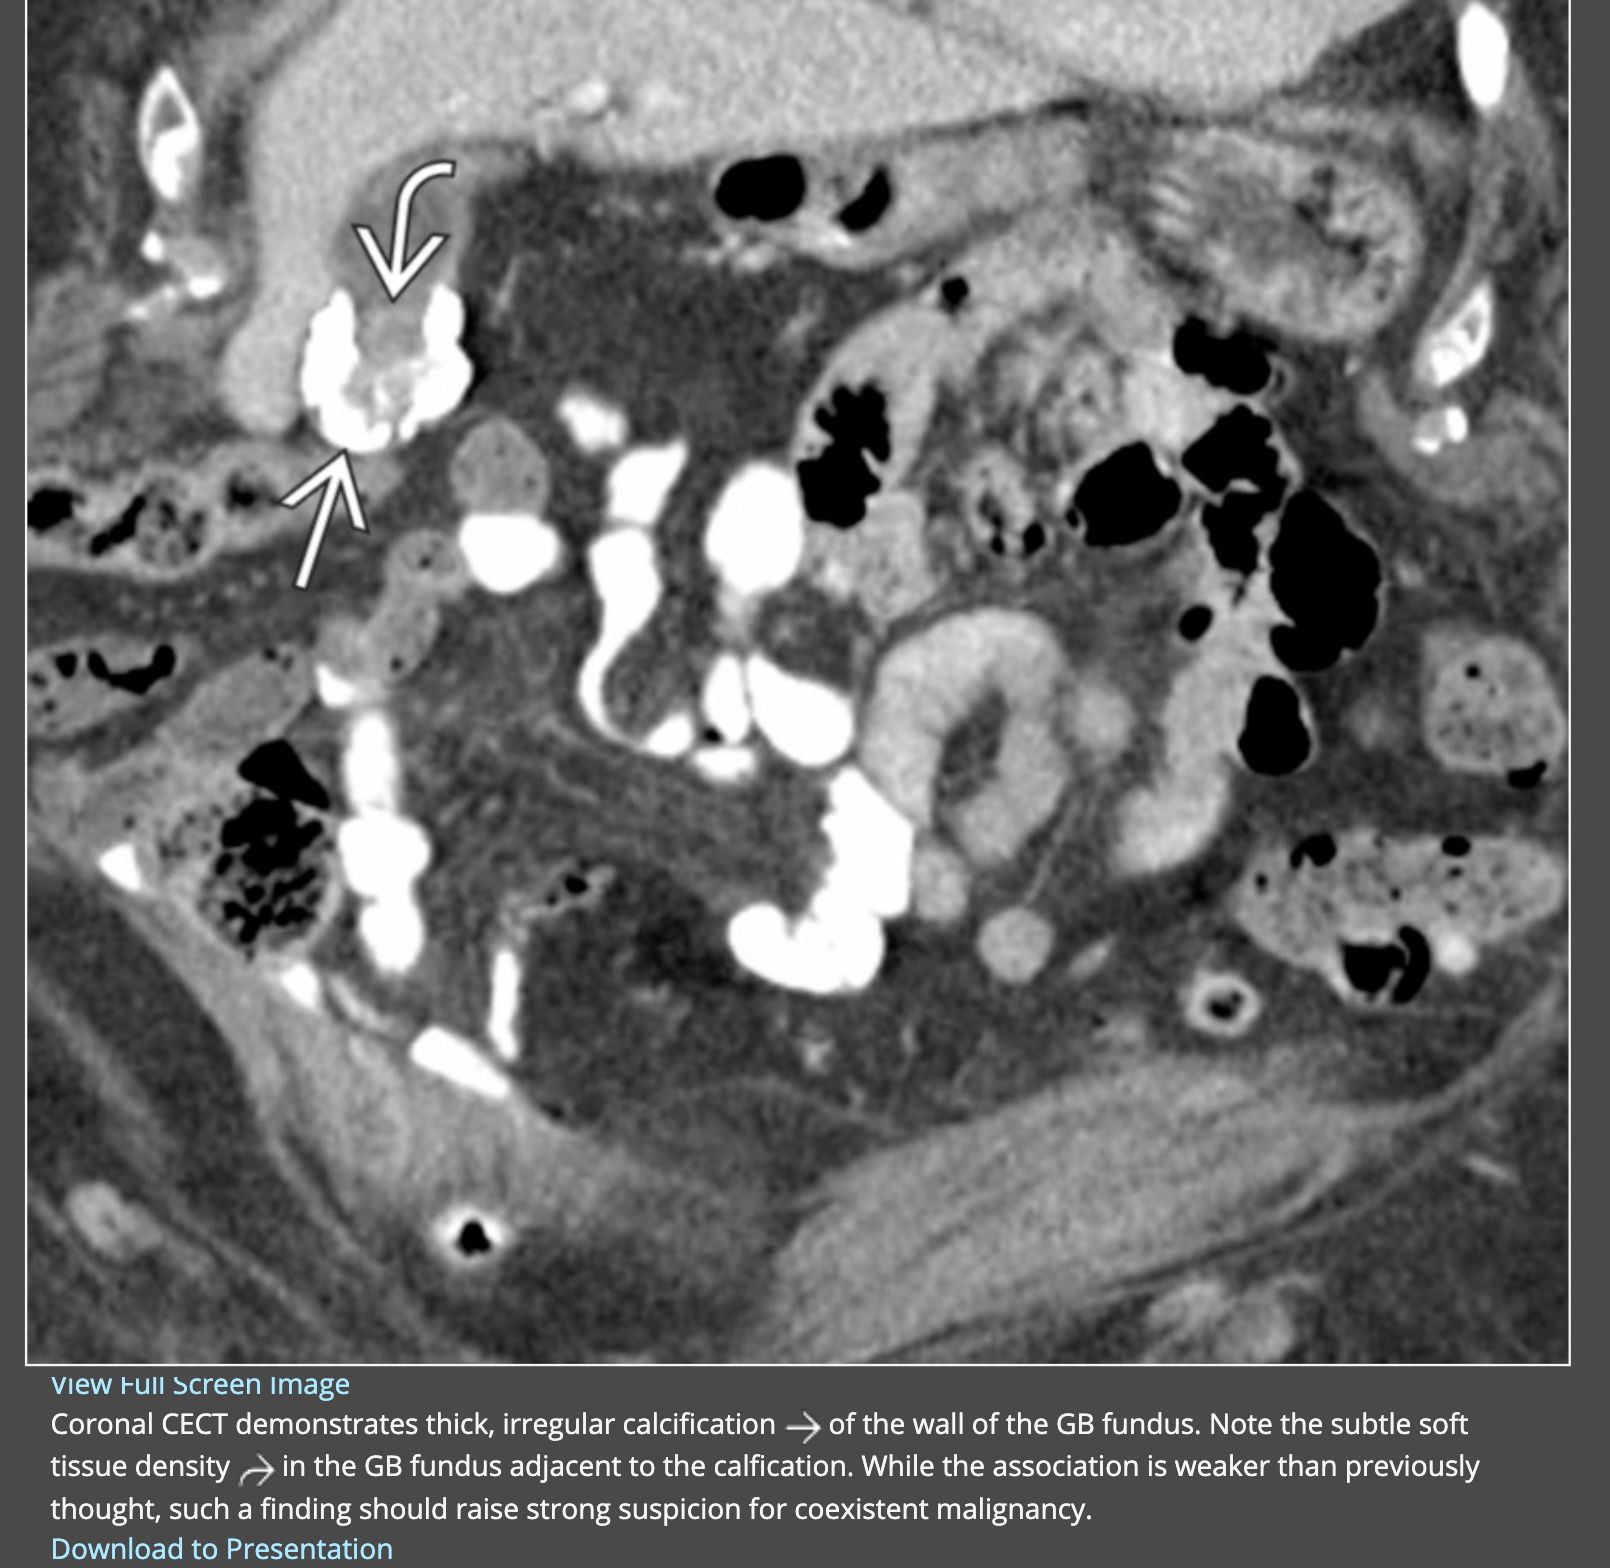 View Full Screen Image
Coronal CECT demonstrates thick, irregular calcification → of the wall of the GB fundus. Note the subtle soft
tissue density ↷ in the GB fundus adjacent to the calfication. While the association is weaker than previously
thought, such a finding should raise strong suspicion for coexistent malignancy.
Download to Presentation